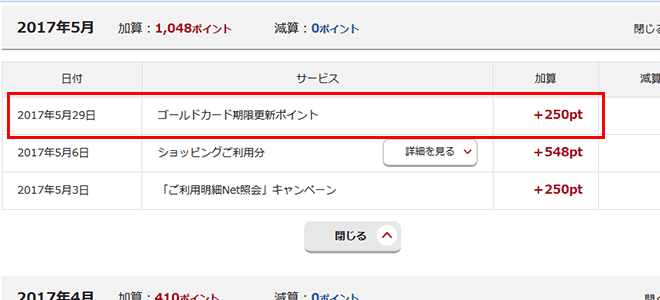 2017年5月 加算：1,048ポイント 減算：0ポイント 閉じる
日付 サービス 加算 減算
2017年5月29日 ゴールドカード期限更新ポイント +250pt
2017年5月6日 ショッピングご利用分 詳細を見る +548pt
2017年5月3日 「ご利用明細Net照会」キャンペーン +250pt
閉じる
2017年4月 加算：410ポイント 減算：0ポイント